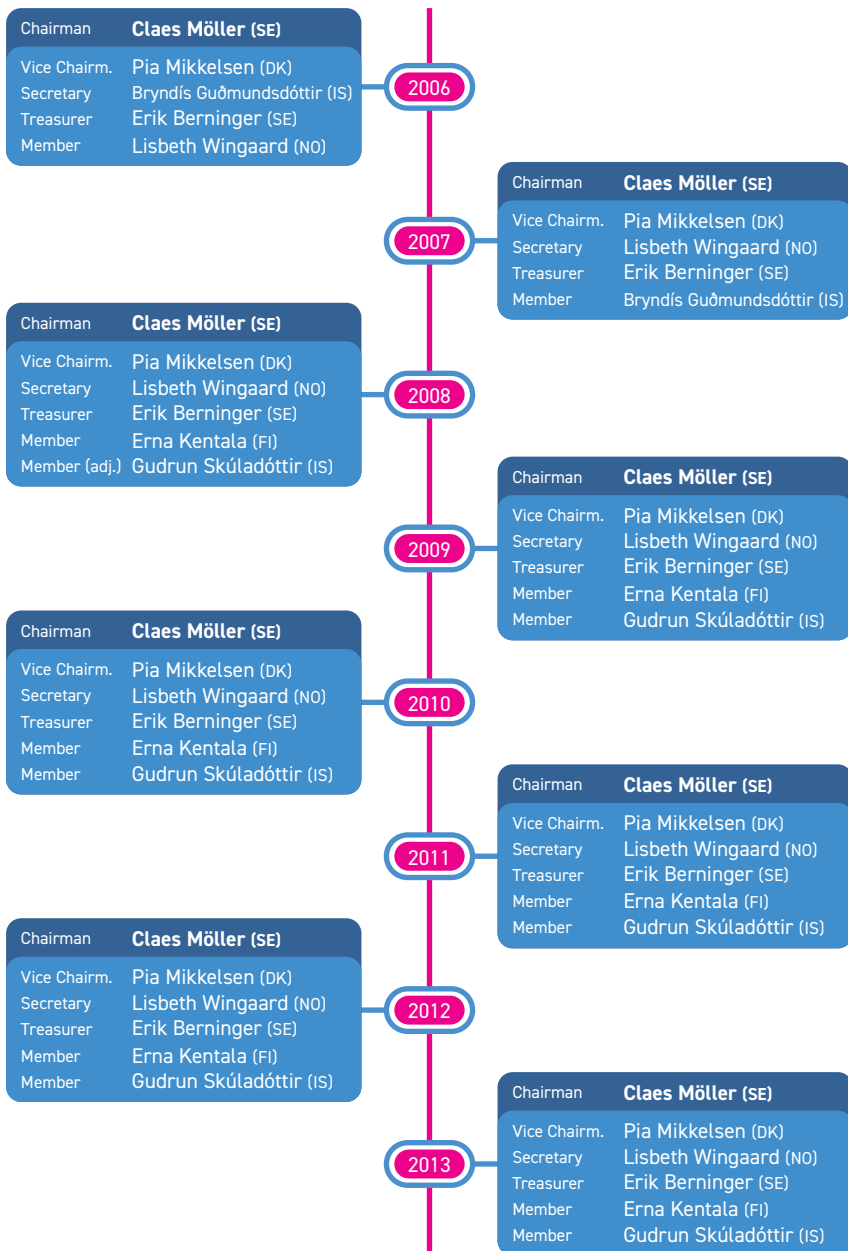 Chairman Claes Möller (SE)
Vice Chairm. Pia Mikkelsen (DK)
Secretary Bryndís Guðmundsdóttir (IS)
Treasurer Erik Berninger (SE)
Member Lisbeth Wingaard (NO)
2006
Chairman Claes Möller (SE)
Vice Chairm. Pia Mikkelsen (DK)
Secretary Lisbeth Wingaard (NO)
Treasurer Erik Berninger (SE)
Member Bryndís Guðmundsdóttir (IS)
2007
Chairman Claes Möller (SE)
Vice Chairm. Pia Mikkelsen (DK)
Secretary Lisbeth Wingaard (NO)
Treasurer Erik Berninger (SE)
Member Erna Kentala (FI)
Member (adj.) Gudrun Skúladóttir (IS)
2008
Chairman Claes Möller (SE)
Vice Chairm. Pia Mikkelsen (DK)
Secretary Lisbeth Wingaard (NO)
Treasurer Erik Berninger (SE)
Member Erna Kentala (FI)
Member Gudrun Skúladóttir (IS)
2009
Chairman Claes Möller (SE)
Vice Chairm. Pia Mikkelsen (DK)
Secretary Lisbeth Wingaard (NO)
Treasurer Erik Berninger (SE)
Member Erna Kentala (FI)
Member Gudrun Skúladóttir (IS)
2010
Chairman Claes Möller (SE)
Vice Chairm. Pia Mikkelsen (DK)
Secretary Lisbeth Wingaard (NO)
Treasurer Erik Berninger (SE)
Member Erna Kentala (FI)
Member Gudrun Skúladóttir (IS)
2011
Chairman Claes Möller (SE)
Vice Chairm. Pia Mikkelsen (DK)
Secretary Lisbeth Wingaard (NO)
Treasurer Erik Berninger (SE)
Member Erna Kentala (FI)
Member Gudrun Skúladóttir (IS)
2012
Chairman Claes Möller (SE)
Vice Chairm. Pia Mikkelsen (DK)
Secretary Lisbeth Wingaard (NO)
Treasurer Erik Berninger (SE)
Member Erna Kentala (FI)
Member Gudrun Skúladóttir (IS)
2013